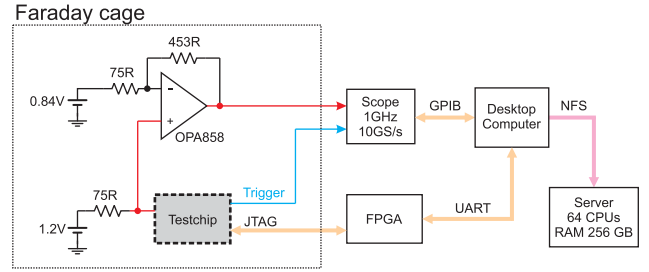 Faraday cage
453R
75R
0.84V
-
+
OPA858
Scope
1GHz
10GS/s
GPIB
Desktop
Computer
NFS
75R
1.2V
Testchip
Trigger
JTAG
FPGA
UART
Server
64 CPUs
RAM 256 GB